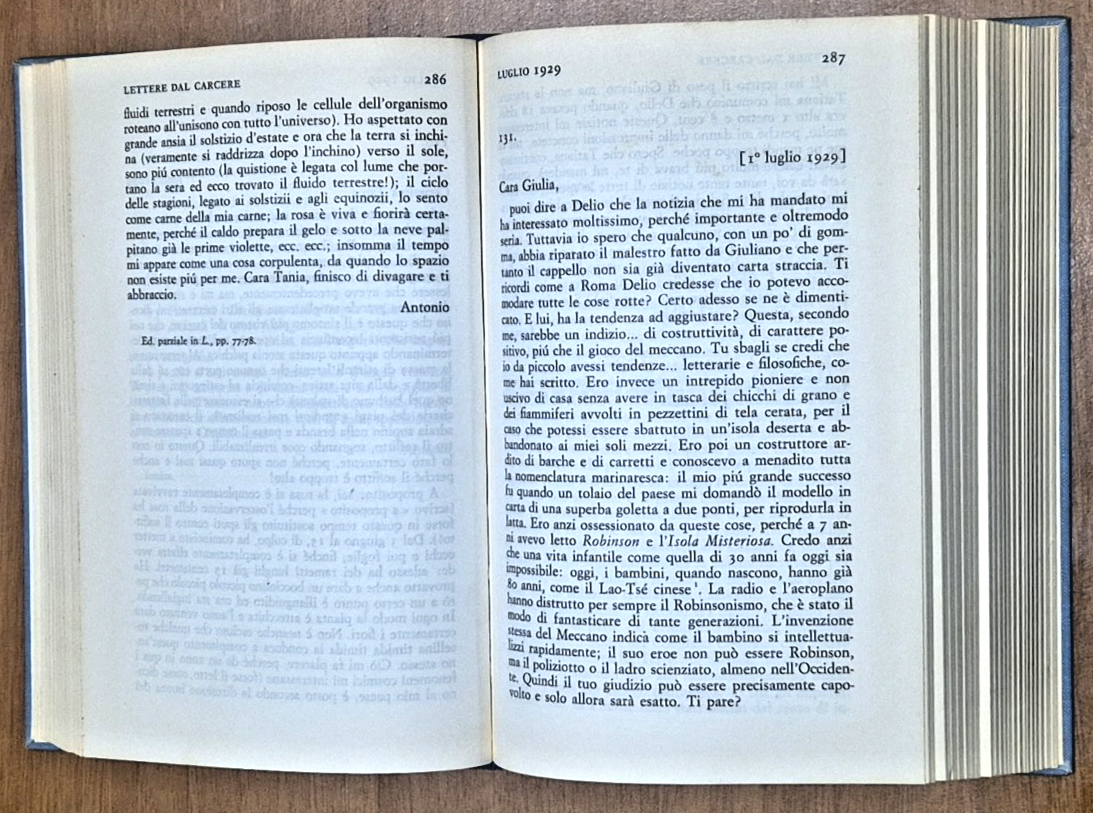 LETTERE DAL CARCERE 286
fluidi terrestri e quando riposo le cellule dell'organismo
roteano all'unisono con tutto l'universo). Ho aspettato con
grande ansia il solstizio d'estate e ora che la terra si inchi-
na (veramente si raddrizza dopo l'inchino) verso il sole,
sono piú contento (la quistione è legata col lume che por-
tano la sera ed ecco trovato il fluido terrestre!); il ciclo
delle stagioni, legato ai solstizii e agli equinozii, lo sento
come carne della mia carne; la rosa è viva e fiorirà certa-
mente, perché il caldo prepara il gelo e sotto la neve pal-
pitano già le prime violette, ecc. ecc.; insomma il tempo
mi appare come una cosa corpulenta, da quando lo spazio
non esiste piú per me. Cara Tania, finisco di divagare e ti
abbraccio.
Antonio
Ed. parziale in L., pp. 77-78.
LUGLIO 1929 287
131.
[1° luglio 1929]
Cara Giulia,
puoi dire a Delio che la notizia che mi ha mandato mi
ha interessato moltissimo, perché importante e oltremodo
seria. Tuttavia io spero che qualcuno, con un po' di gom-
ma, abbia riparato il malestro fatto da Giuliano e che per-
tanto il cappello non sia già diventato carta straccia. Ti
ricordi come a Roma Delio credesse che io potevo acco-
modare tutte le cose rotte? Certo adesso se ne è dimenti-
cato. E lui, ha la tendenza ad aggiustare? Questa, secondo
me, sarebbe un indizio... di costruttività, di carattere po-
sitivo, piú che il gioco del meccano. Tu sbagli se credi che
io da piccolo avessi tendenze... letterarie e filosofiche, co-
me hai scritto. Ero invece un intrepido pioniere e non
uscivo di casa senza avere in tasca dei chicchi di grano e
dei fiammiferi avvolti in pezzettini di tela cerata, per il
caso che potessi essere sbattuto in un'isola deserta e ab-
bandonato ai miei soli mezzi. Ero poi un costruttore ar-
dito di barche e di carretti e conoscevo a menadito tutta
la nomenclatura marinaresca: il mio piú grande successo
fu quando un tolaio del paese mi domandò il modello in
carta di una superba goletta a due ponti, per riprodurla in
latta. Ero anzi ossessionato da queste cose, perché a 7 an-
ni avevo letto Robinson e l'Isola Misteriosa. Credo anzi
che una vita infantile come quella di 30 anni fa oggi sia
impossibile: oggi, i bambini, quando nascono, hanno già
80 anni, come il Lao-Tsé cinese¹. La radio e l'aeroplano
hanno distrutto per sempre il Robinsonismo, che è stato il
modo di fantasticare di tante generazioni. L'invenzione
stessa del Meccano indica come il bambino si intellettua-
lizzi rapidamente; il suo eroe non può essere Robinson,
ma il poliziotto o il ladro scienziato, almeno nell'Occiden-
te. Quindi il tuo giudizio può essere precisamente capo-
volto e solo allora sarà esatto. Ti pare?